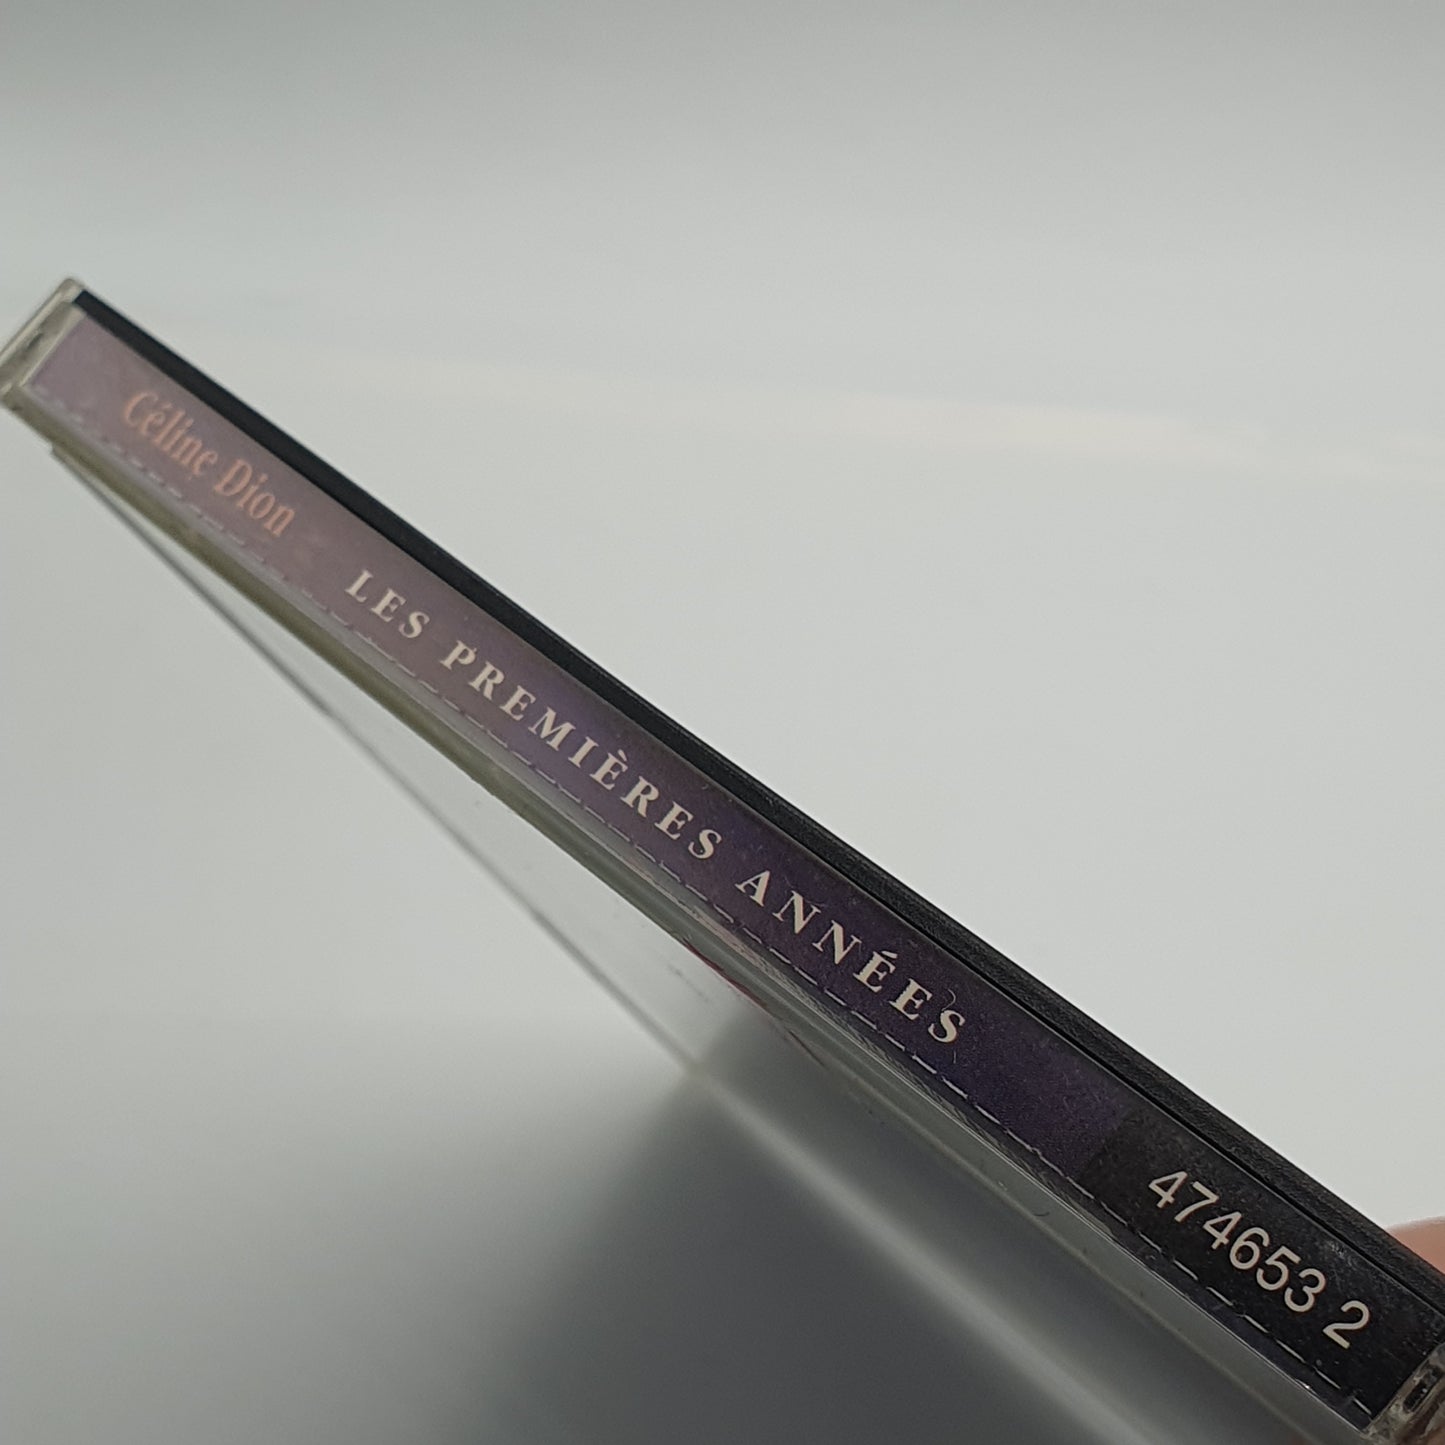 Céline Dion LES PREMIÈRES ANNÉES 474653 2